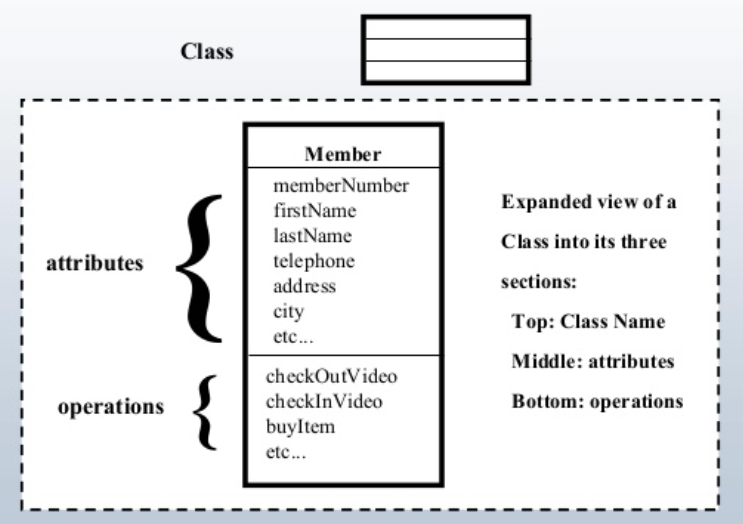 Class
Member
attributes
memberNumber
firstName
lastName
telephone
address
city
etc...
operations
checkOutVideo
checkInVideo
buyItem
etc...
Expanded view of a
Class into its three
sections:
Top: Class Name
Middle: attributes
Bottom: operations